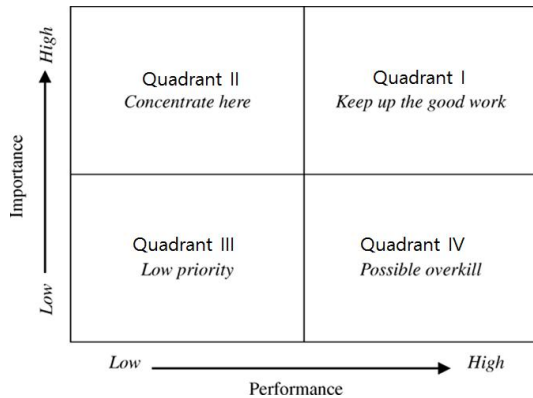 High
Quadrant II
Concentrate here
Quadrant I
Keep up the good work
Importance
Quadrant III
Low priority
Quadrant IV
Possible overkill
Low
Low
High
Performance